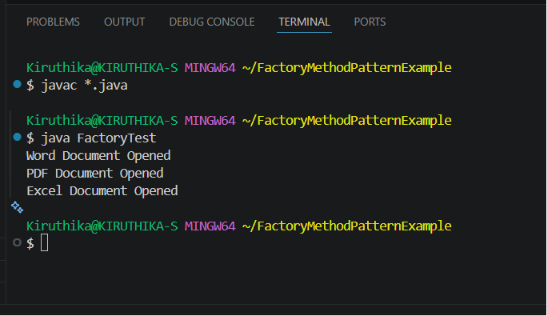 PROBLEMS OUTPUT DEBUG CONSOLE TERMINAL PORTS
Kiruthika@KIRUTHIKA-S MINGW64 ~/FactoryMethodPatternExample
$ javac *.java
Kiruthika@KIRUTHIKA-S MINGW64 ~/FactoryMethodPatternExample
$ java FactoryTest
Word Document Opened
PDF Document Opened
Excel Document Opened
Kiruthika@KIRUTHIKA-S MINGW64 ~/FactoryMethodPatternExample
$